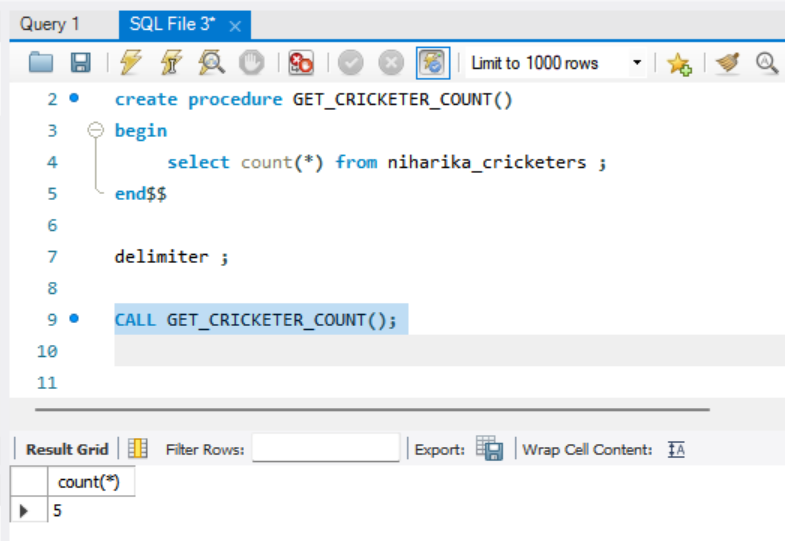 Query 1
SQL File 3*
Limit to 1000 rows
2 create procedure GET_CRICKETER_COUNT()
3 begin
4 select count(*) from niharika_cricketers ;
5 end$$
6
7 delimiter ;
8
9 CALL GET_CRICKETER_COUNT();
10
11
Result Grid Filter Rows: Export: Wrap Cell Content:
count(*)
5